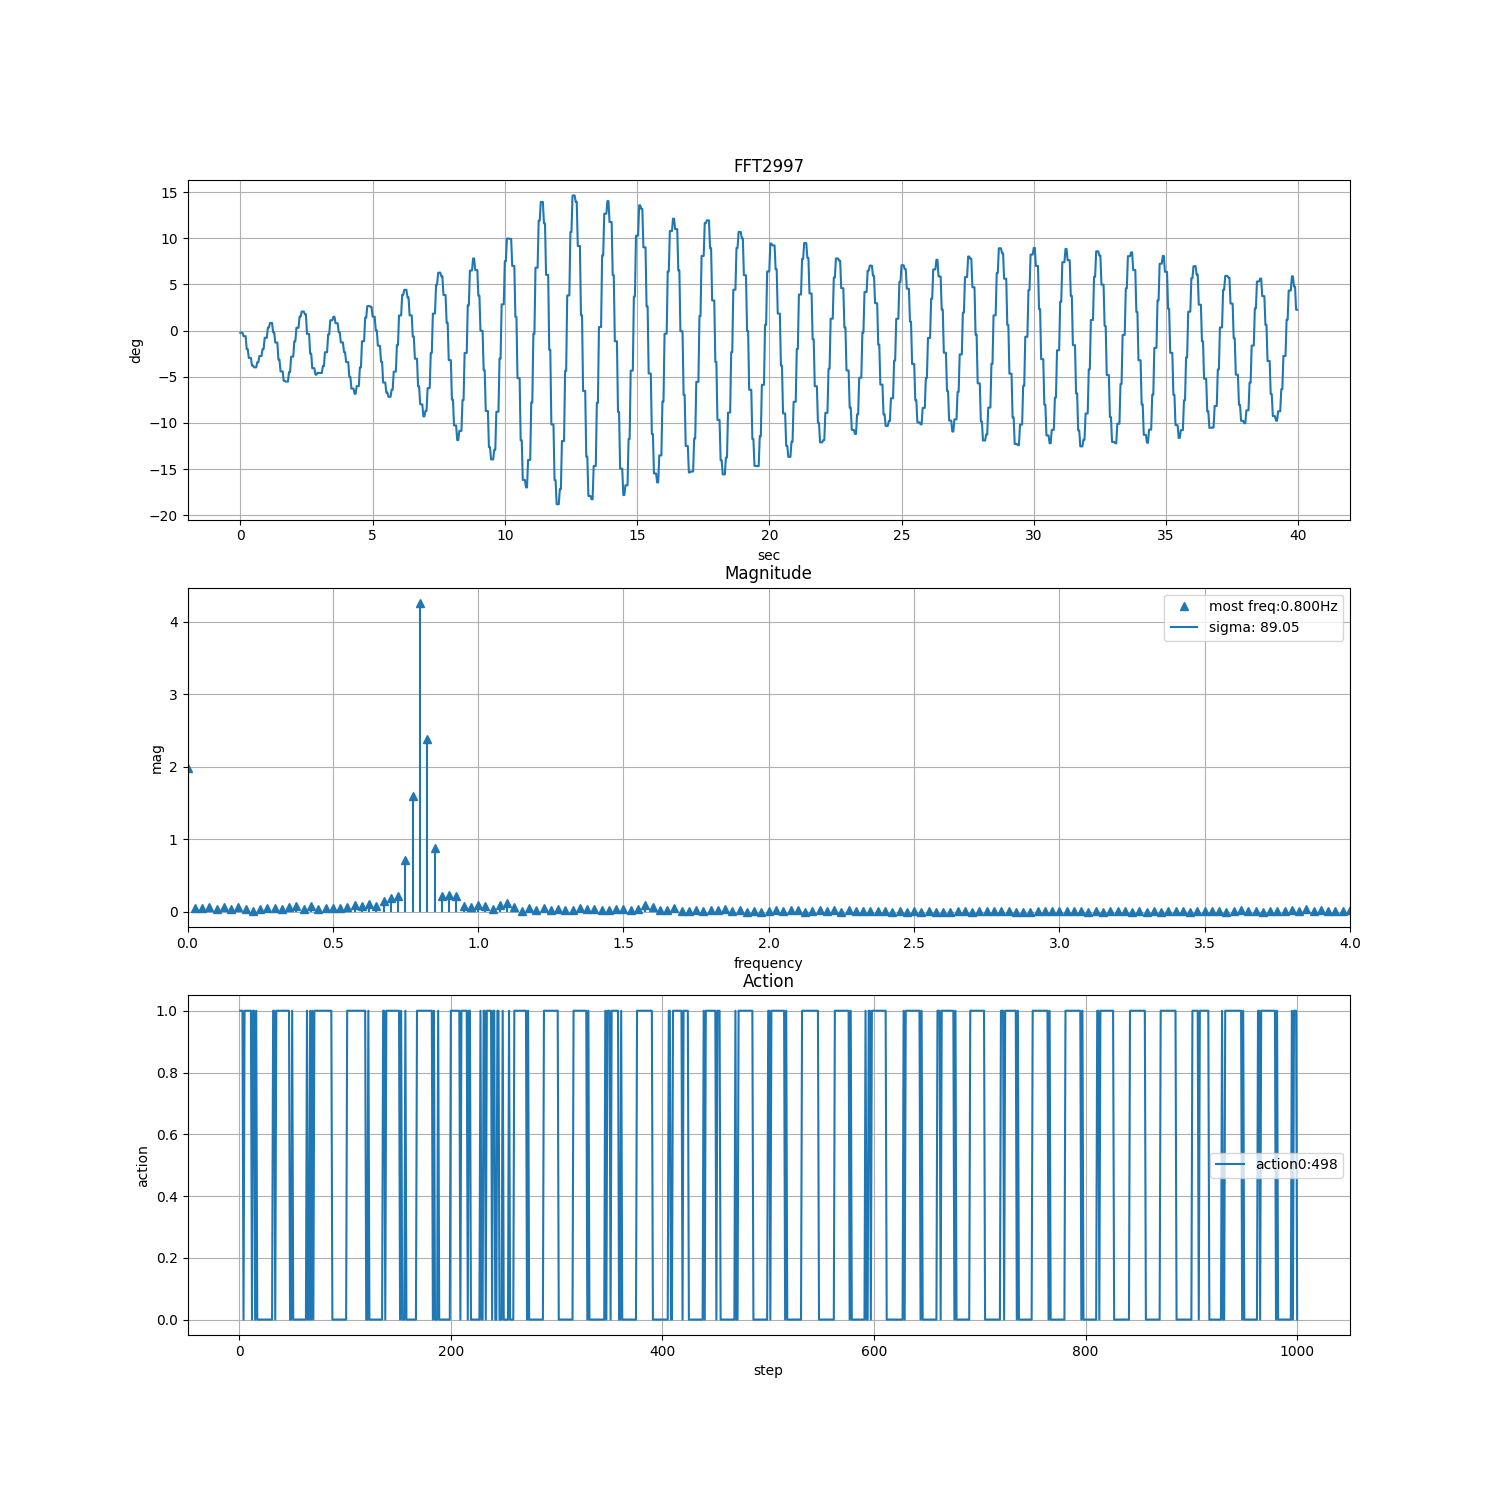 FFT2997
15
10
5
0
−5
−10
−15
−20
deg
0 5 10 15 20 25 30 35 40
sec
Magnitude
4
3
2
1
0
mag
most freq:0.800Hz
sigma: 89.05
0.0 0.5 1.0 1.5 2.0 2.5 3.0 3.5 4.0
frequency
Action
1.0
0.8
0.6
0.4
0.2
0.0
action
action0:498
0 200 400 600 800 1000
step